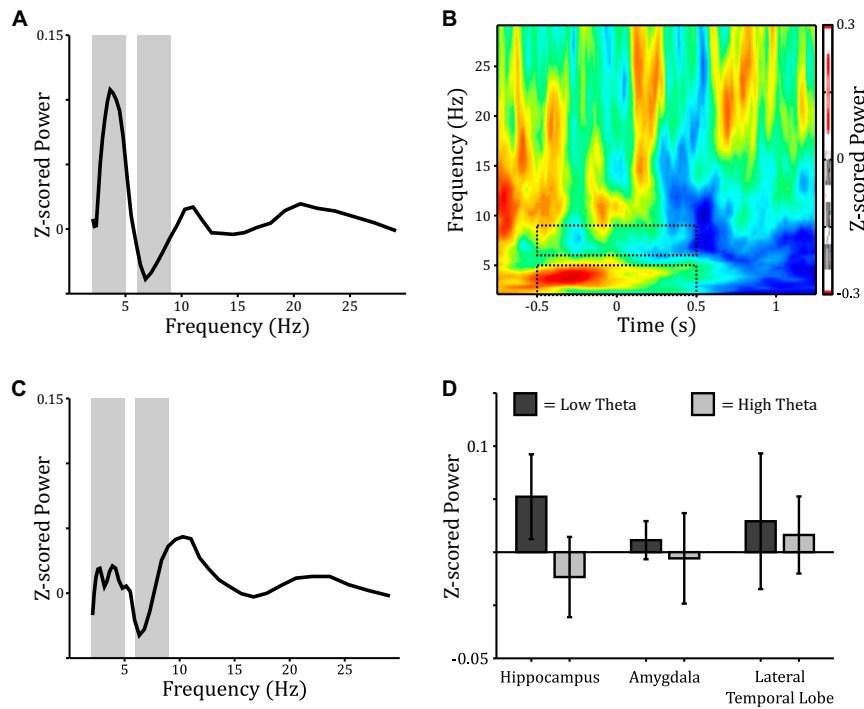 A
0.15
0
Z-scored Power
5
10
15
20
25
Frequency (Hz)
B
25
20
15
10
5
Frequency (Hz)
-0.5
0
0.5
1
Time (s)
0.3
0
-0.3
Z-scored Power
C
0.15
0
Z-scored Power
5
10
15
20
25
Frequency (Hz)
D
= Low Theta
= High Theta
0.1
-0.05
Z-scored Power
Hippocampus
Amygdala
Lateral
Temporal Lobe